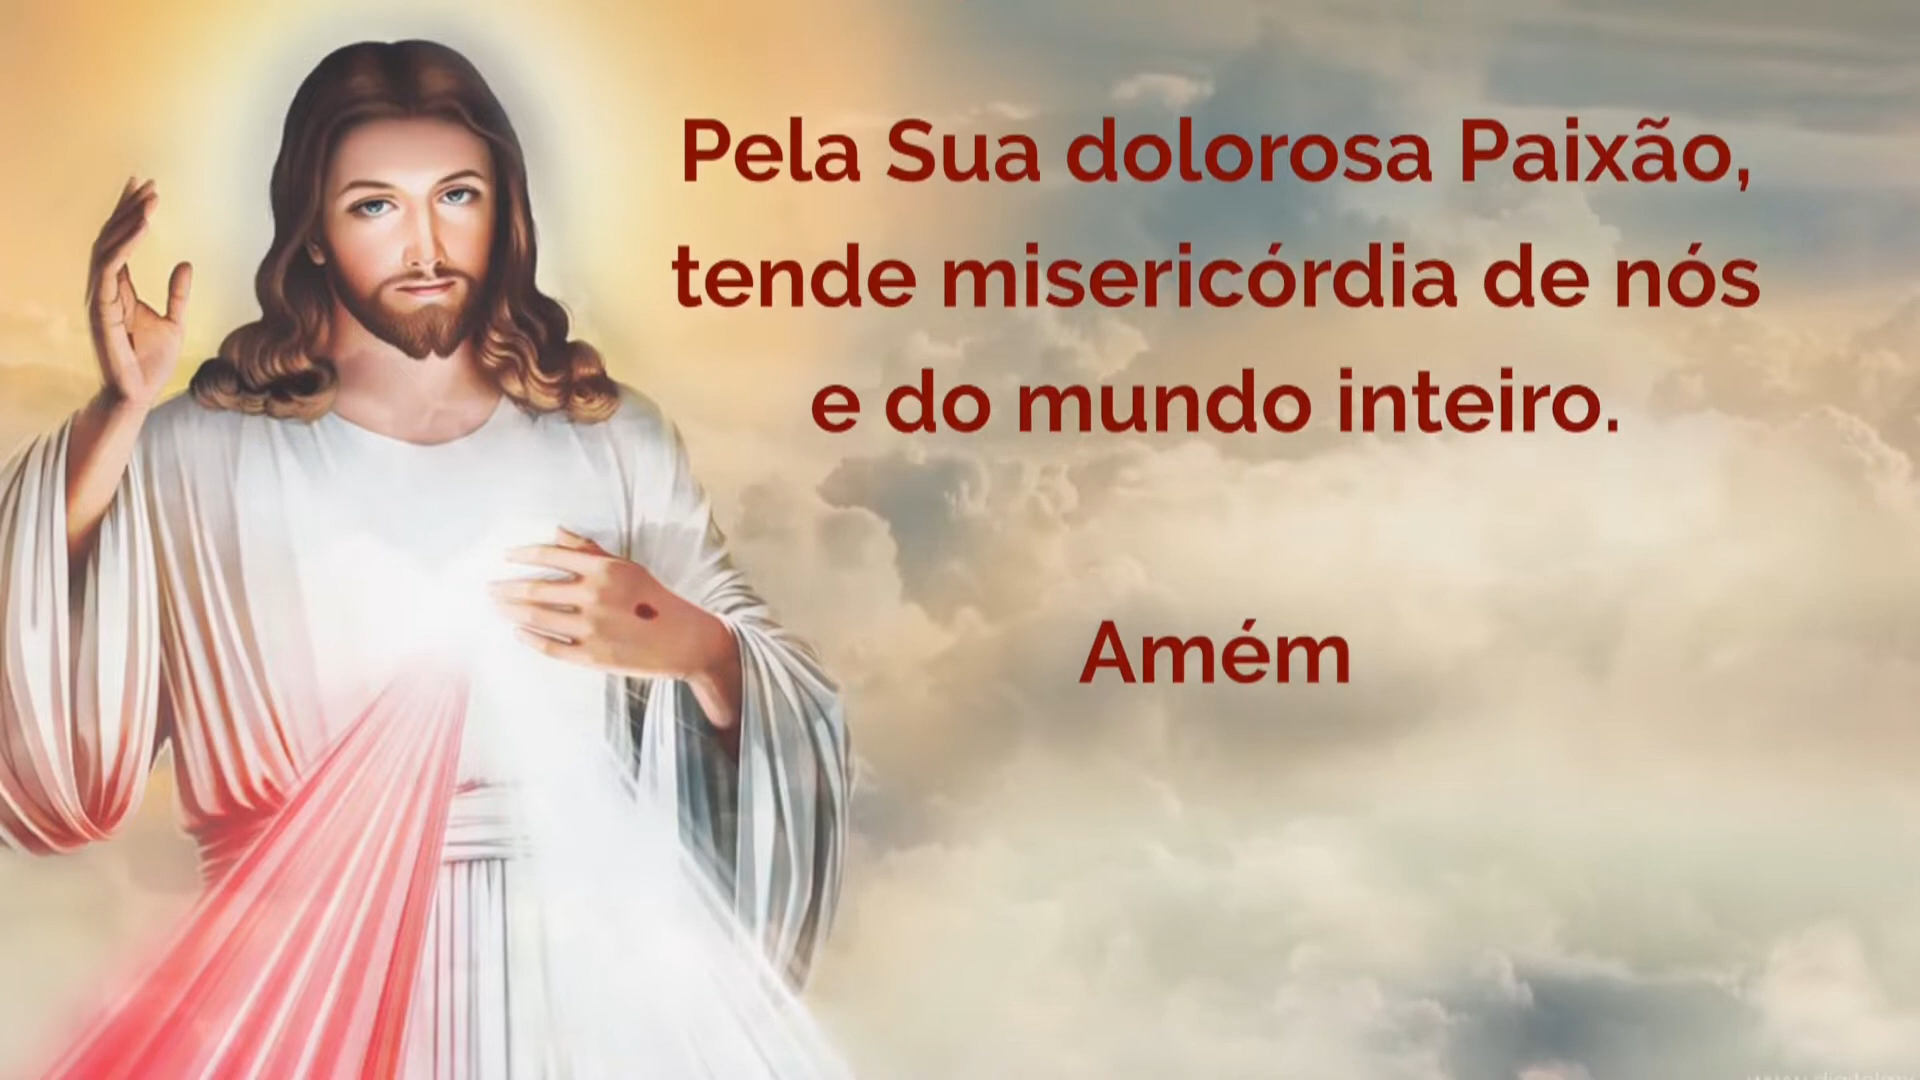 Pela Sua dolorosa Paixão,
tende misericórdia de nós
e do mundo inteiro.
Amém